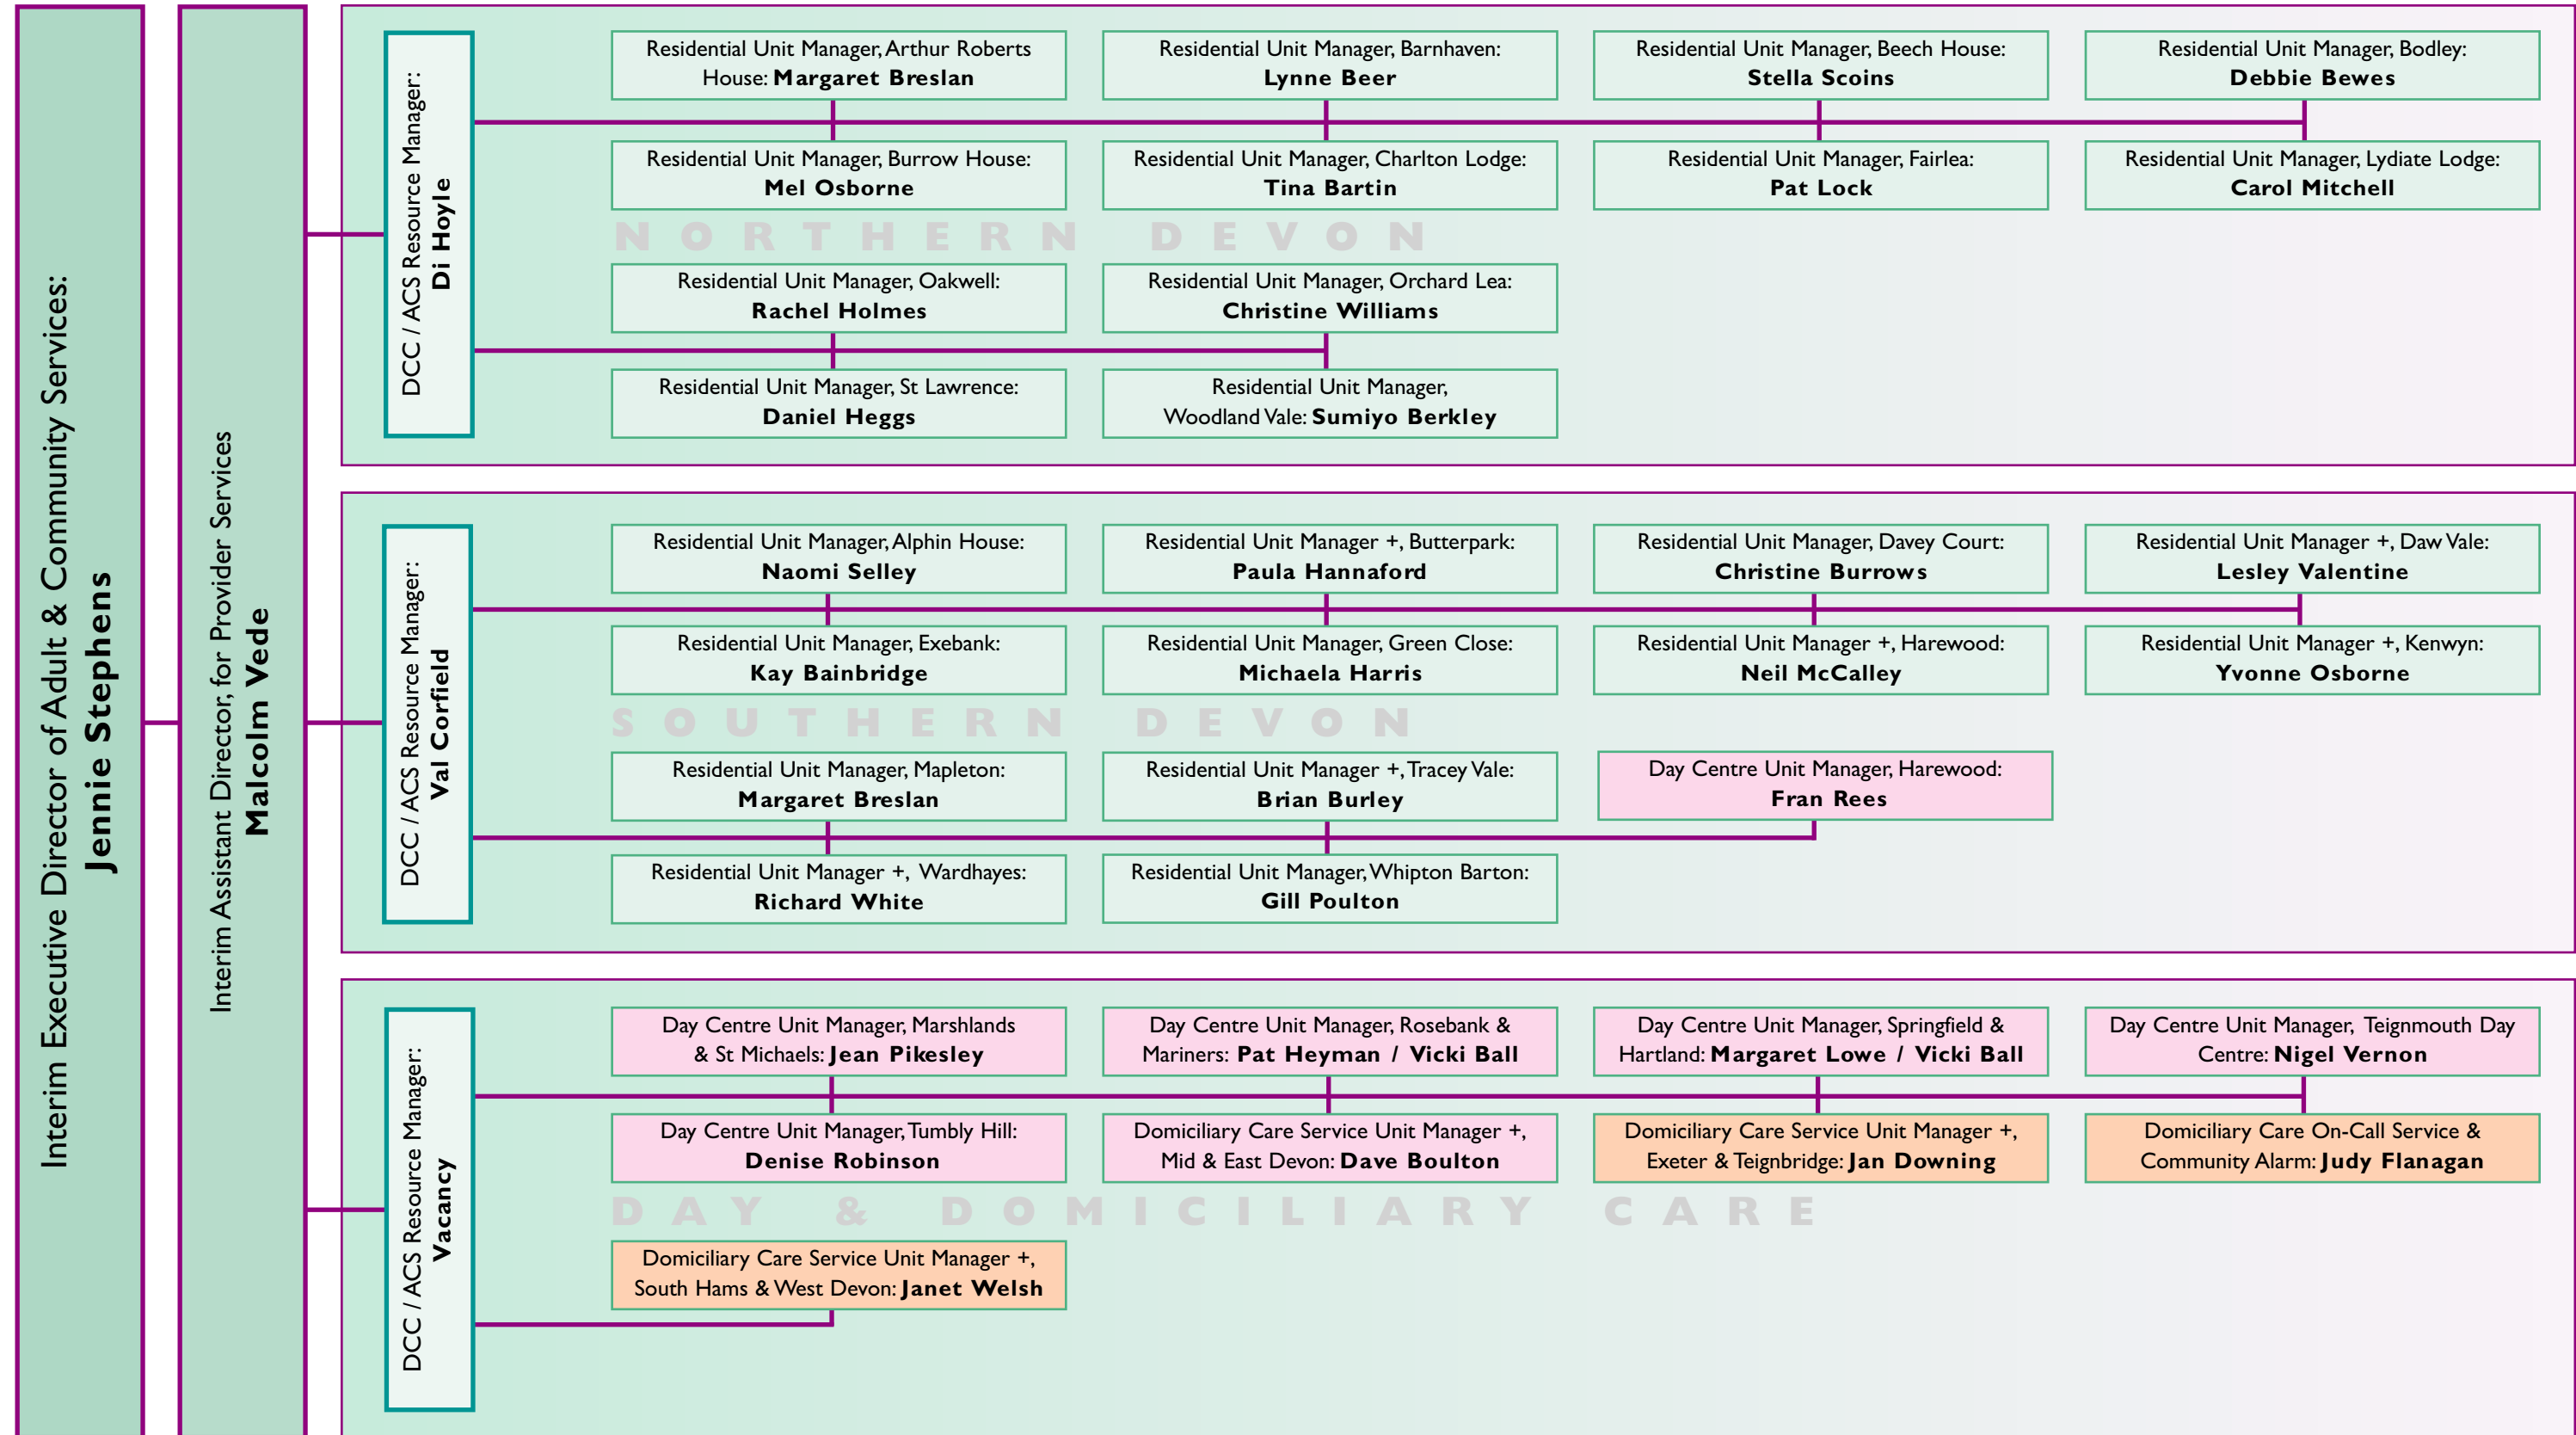 Interim Executive Director of Adult & Community Services:
Jennie Stephens
Interim Assistant Director, for Provider Services
Malcolm Vede
DCC / ACS Resource Manager:
Di Hoyle
Residential Unit Manager, Arthur Roberts
House: Margaret Breslan
Residential Unit Manager, Barnhaven:
Lynne Beer
Residential Unit Manager, Beech House:
Stella Scoins
Residential Unit Manager, Bodley:
Debbie Bewes
Residential Unit Manager, Burrow House:
Mel Osborne
Residential Unit Manager, Charlton Lodge:
Tina Bartin
Residential Unit Manager, Fairlea:
Pat Lock
Residential Unit Manager, Lydiate Lodge:
Carol Mitchell
NORTHERN DEVON
Residential Unit Manager, Oakwell:
Rachel Holmes
Residential Unit Manager, Orchard Lea:
Christine Williams
Residential Unit Manager, St Lawrence:
Daniel Heggs
Residential Unit Manager,
Woodland Vale: Sumiyo Berkley
DCC / ACS Resource Manager:
Val Corfield
Residential Unit Manager, Alphin House:
Naomi Selley
Residential Unit Manager +, Butterpark:
Paula Hannaford
Residential Unit Manager, Davey Court:
Christine Burrows
Residential Unit Manager +, Daw Vale:
Lesley Valentine
Residential Unit Manager, Exebank:
Kay Bainbridge
Residential Unit Manager, Green Close:
Michaela Harris
Residential Unit Manager +, Harewood:
Neil McCalley
Residential Unit Manager +, Kenwyn:
Yvonne Osborne
SOUTHERN DEVON
Residential Unit Manager, Mapleton:
Margaret Breslan
Residential Unit Manager +, Tracey Vale:
Brian Burley
Day Centre Unit Manager, Harewood:
Fran Rees
Residential Unit Manager +, Wardhayes:
Richard White
Residential Unit Manager, Whipton Barton:
Gill Poulton
DCC / ACS Resource Manager:
Vacancy
Day Centre Unit Manager, Marshlands
& St Michaels: Jean Pikesley
Day Centre Unit Manager, Rosebank &
Mariners: Pat Heyman / Vicki Ball
Day Centre Unit Manager, Springfield &
Hartland: Margaret Lowe / Vicki Ball
Day Centre Unit Manager, Teignmouth Day
Centre: Nigel Vernon
Day Centre Unit Manager, Tumbly Hill:
Denise Robinson
Domiciliary Care Service Unit Manager +,
Mid & East Devon: Dave Boulton
Domiciliary Care Service Unit Manager +,
Exeter & Teignbridge: Jan Downing
Domiciliary Care On-Call Service &
Community Alarm: Judy Flanagan
DAY & DOMICILIARY CARE
Domiciliary Care Service Unit Manager +,
South Hams & West Devon: Janet Welsh